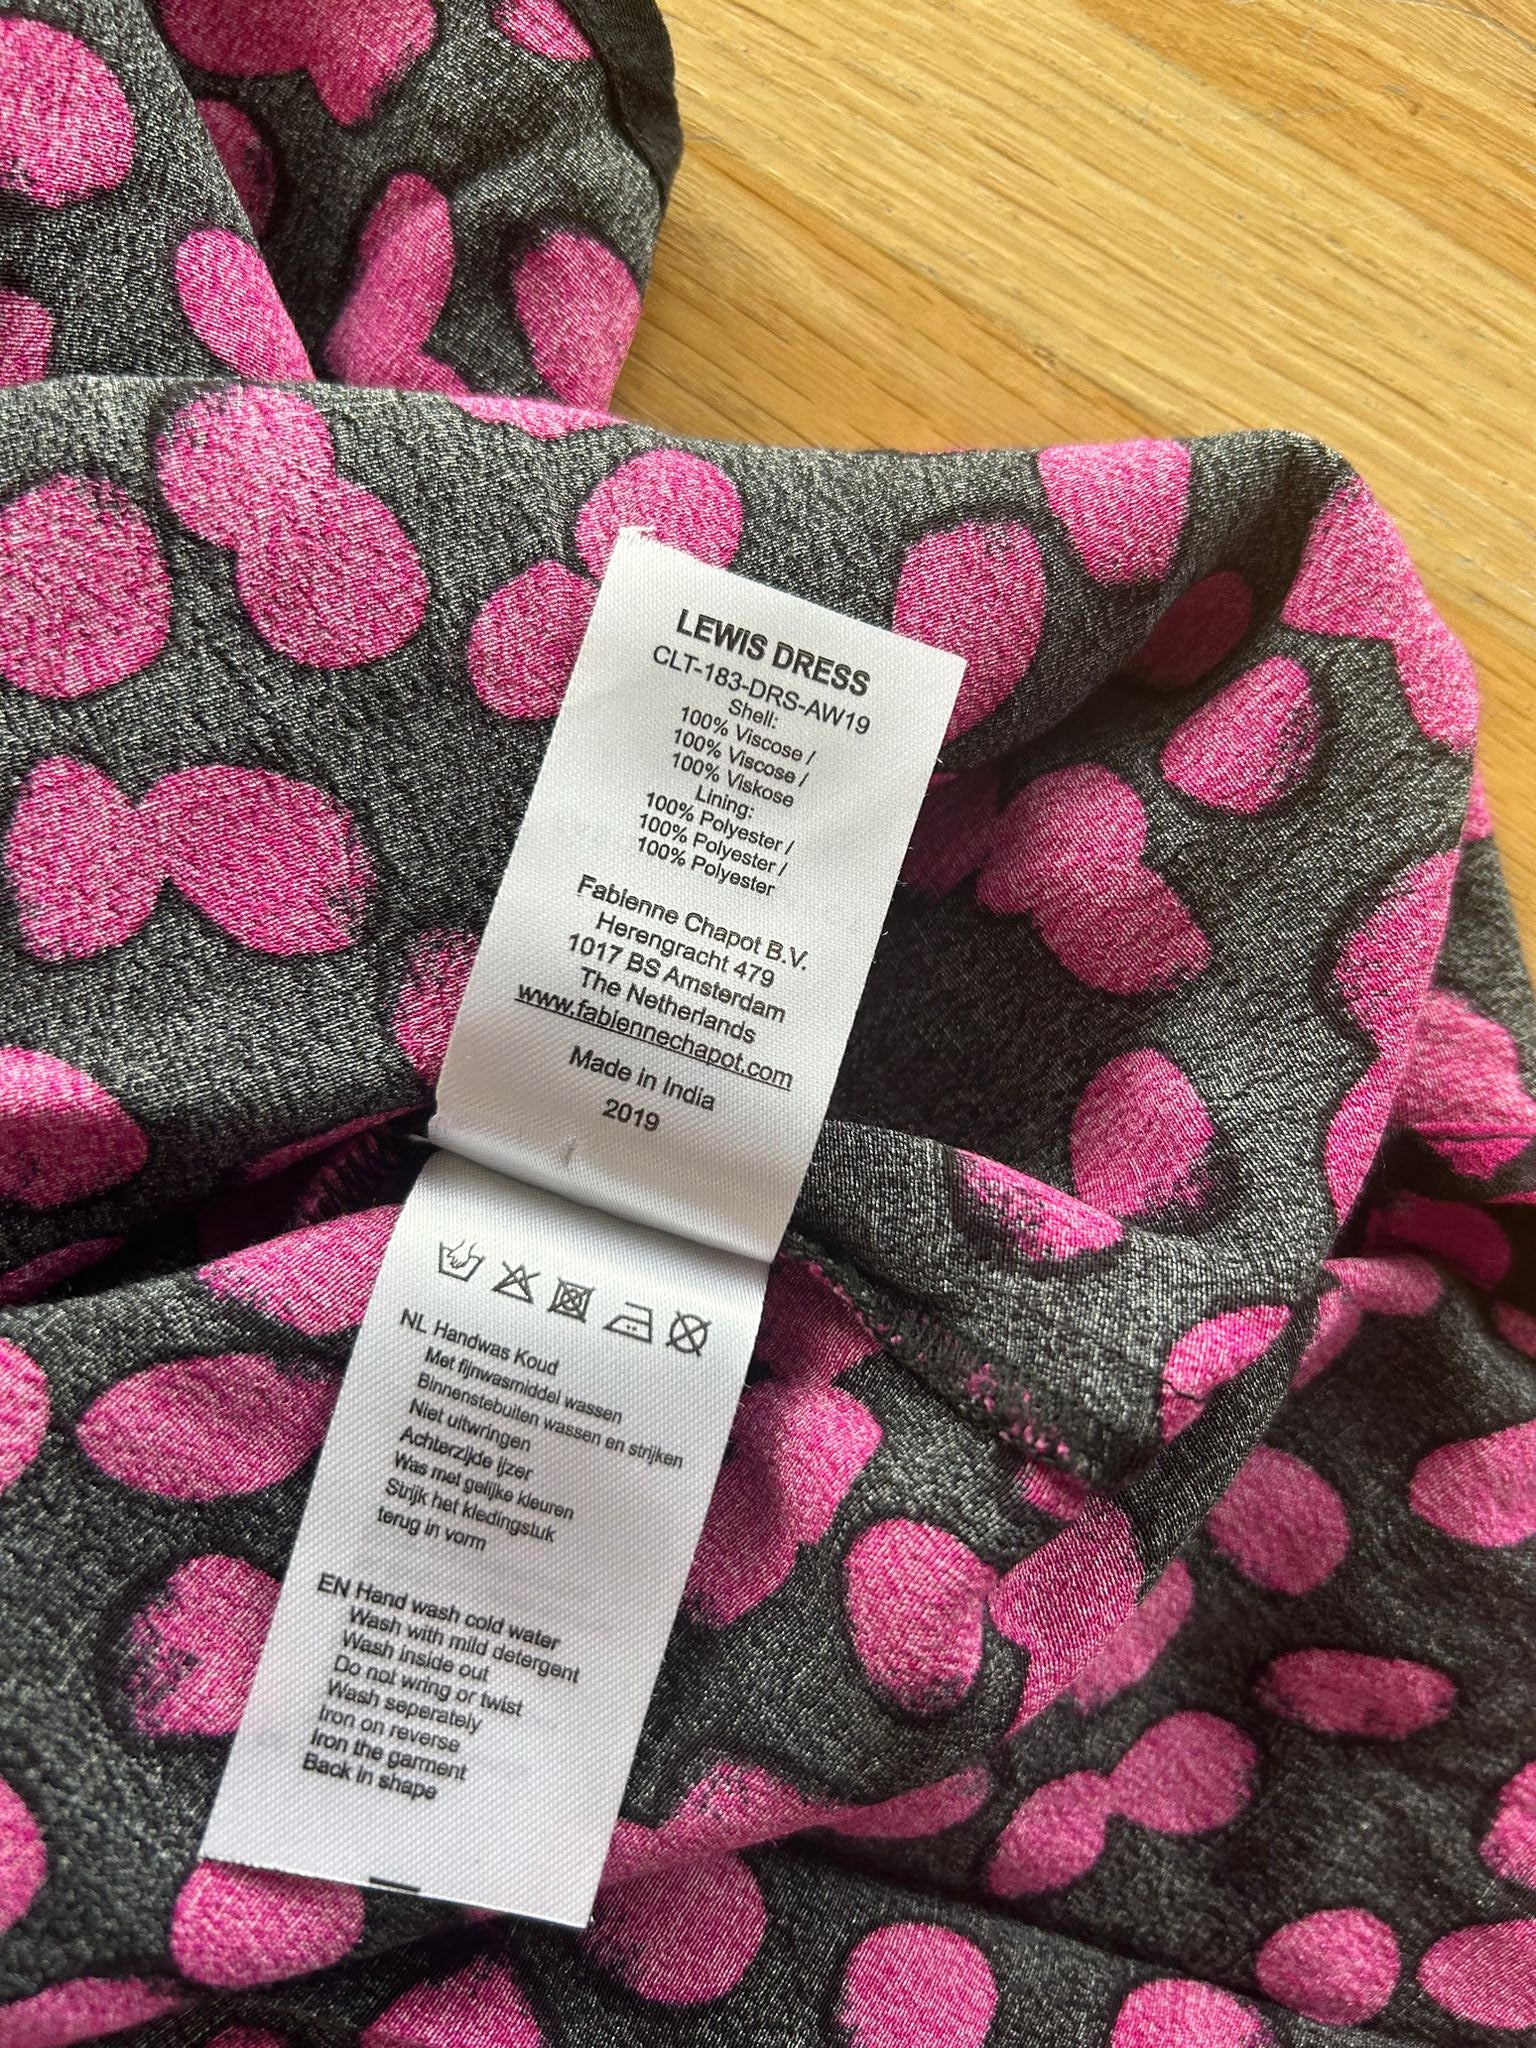 LEWIS DRESS
CLT-183-DRS-AW19
Shell:
100% Viscose /
100% Viscose /
100% Viskose
Lining:
100% Polyester /
100% Polyester /
100% Polyester
Fabienne Chapot B.V.
Herengracht 479
1017 BS Amsterdam
The Netherlands
www.fabiennechapot.com
Made in India
2019
NL Handwas Koud
Met fijnwasmiddel wassen
Binnenstebuiten wassen en strijken
Niet uitwringen
Achterzijde ijzer
Was met gelijke kleuren
Strijk het kledingstuk
terug in vorm
EN Hand wash cold water
Wash with mild detergent
Wash inside out
Do not wring or twist
Wash seperately
Iron on reverse
Iron the garment
Back in shape